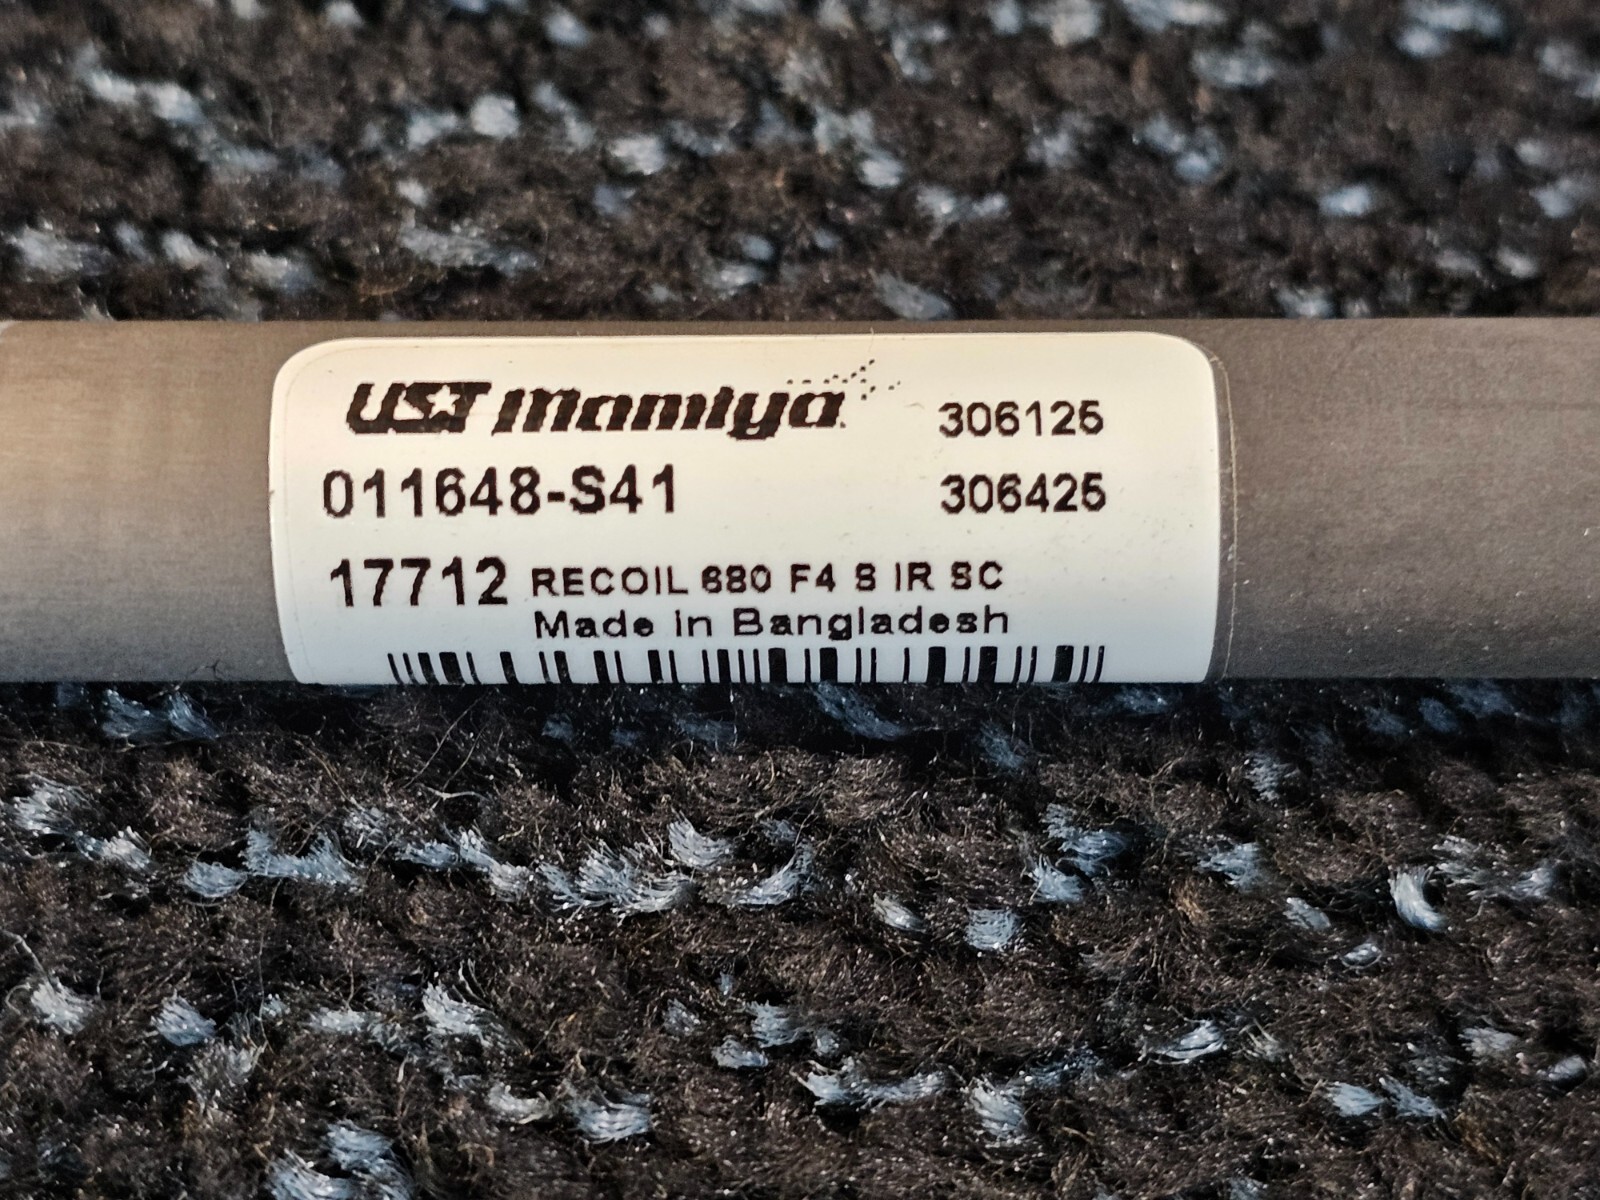 UST Mamiya 306125
011648-S41 306425
17712 RECOIL 680 F4 S IR SC
Made in Bangladesh